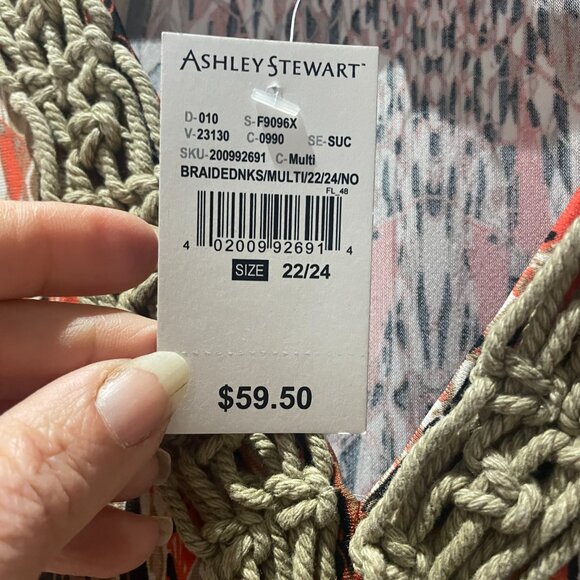 ASHLEY STEWART™
D-010 S-F9096X
V-23130 C-0990 SE-SUC
SKU-200992691 C-Multi
BRAIDEDNKS/MULTI/22/24/NO
FL_48
4 02009 92691 4
SIZE 22/24
$59.50